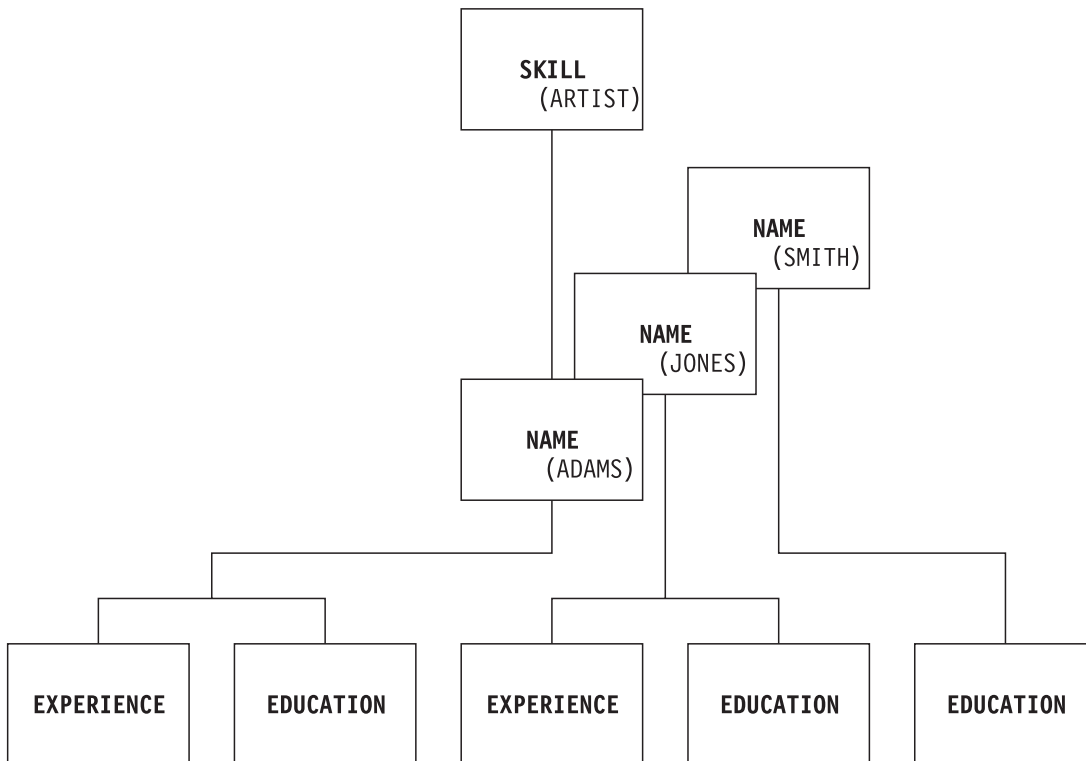 SKILL
(ARTIST)
NAME
(SMITH)
NAME
(JONES)
NAME
(ADAMS)
EXPERIENCE
EDUCATION
EXPERIENCE
EDUCATION
EDUCATION